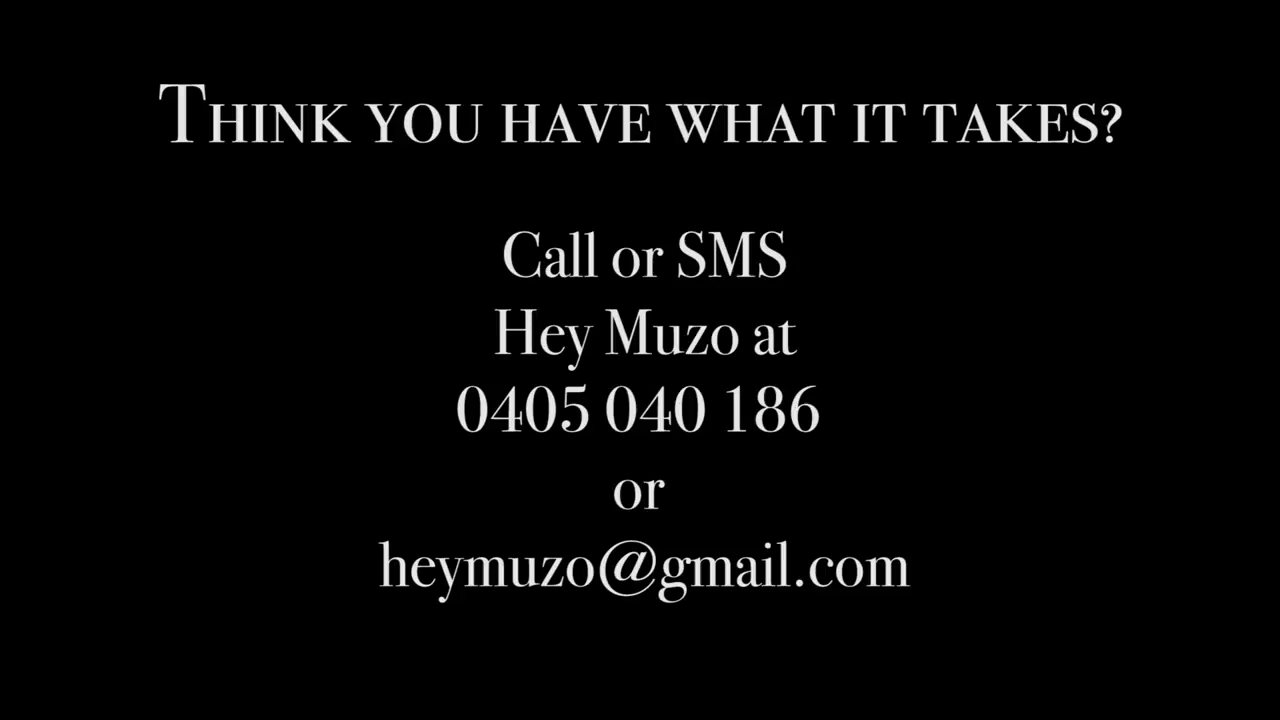 Think you have what it takes?
Call or SMS
Hey Muzo at
0405 040 186
or
heymuzo@gmail.com